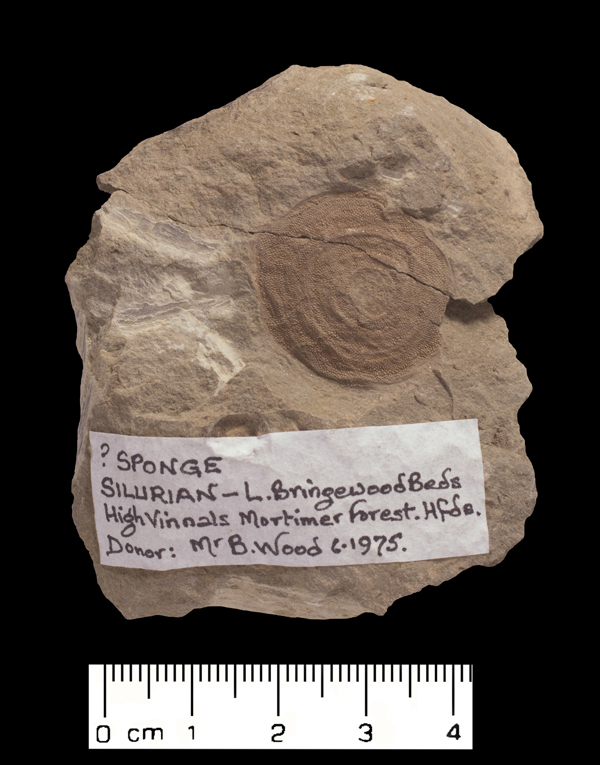 ? SPONGE
SILURIAN - L. Bringewood Beds
High Vinnals Mortimer Forest. Hfds.
Donor: Mr B. Wood 6.1975.
0 cm 1 2 3 4